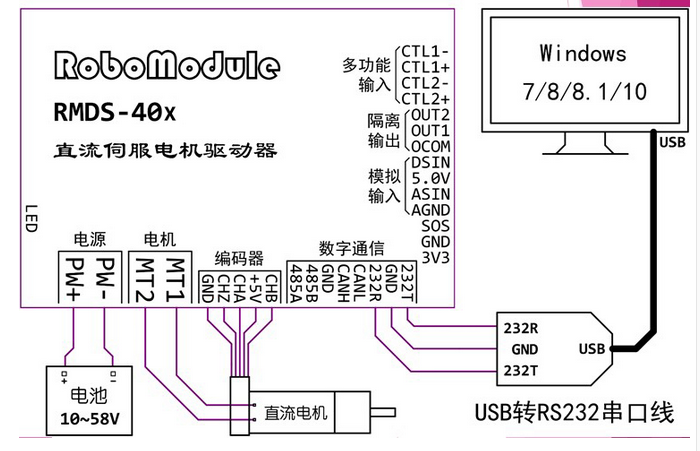 RoboModule
RMDS-40x
直流伺服电机驱动器
多功能
输入
CTL1-
CTL1+
CTL2-
CTL2+
隔离
输出
OUT2
OUT1
OCOM
模拟
输入
DSIN
5.0V
ASIN
AGND
SOS
GND
3V3
LED
电源
PW+
PW-
电机
MT2
MT1
编码器
GND
CHZ
CHA
+5V
CHB
数字通信
485A
485B
GND
CANH
CANL
232R
GND
232T
Windows
7/8/8.1/10
USB
232R
GND
232T
USB
USB转RS232串口线
+ -
电池
10~58V
直流电机